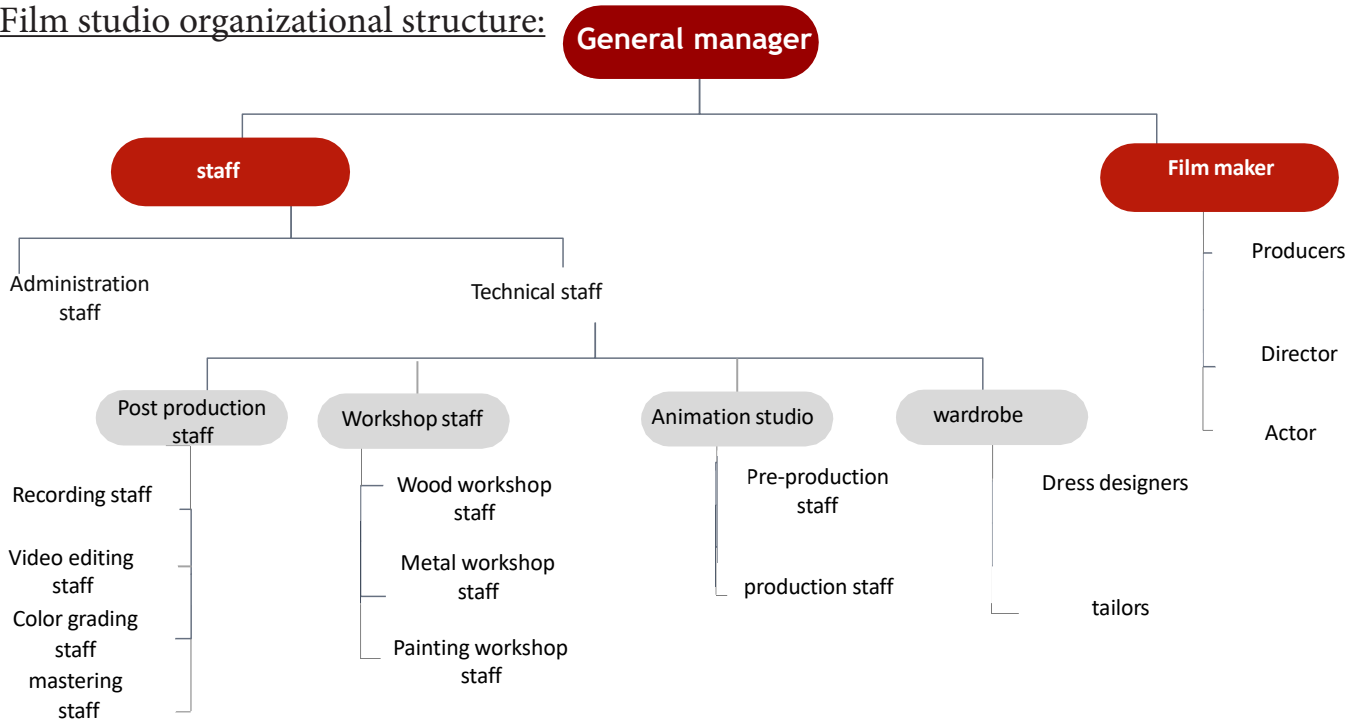 Film studio organizational structure:
General manager
staff
Film maker
Producers
Director
Actor
Administration
staff
Technical staff
Post production
staff
Workshop staff
Animation studio
wardrobe
Recording staff
Video editing
staff
Color grading
staff
mastering
staff
Wood workshop
staff
Metal workshop
staff
Painting workshop
staff
Pre-production
staff
production staff
Dress designers
tailors